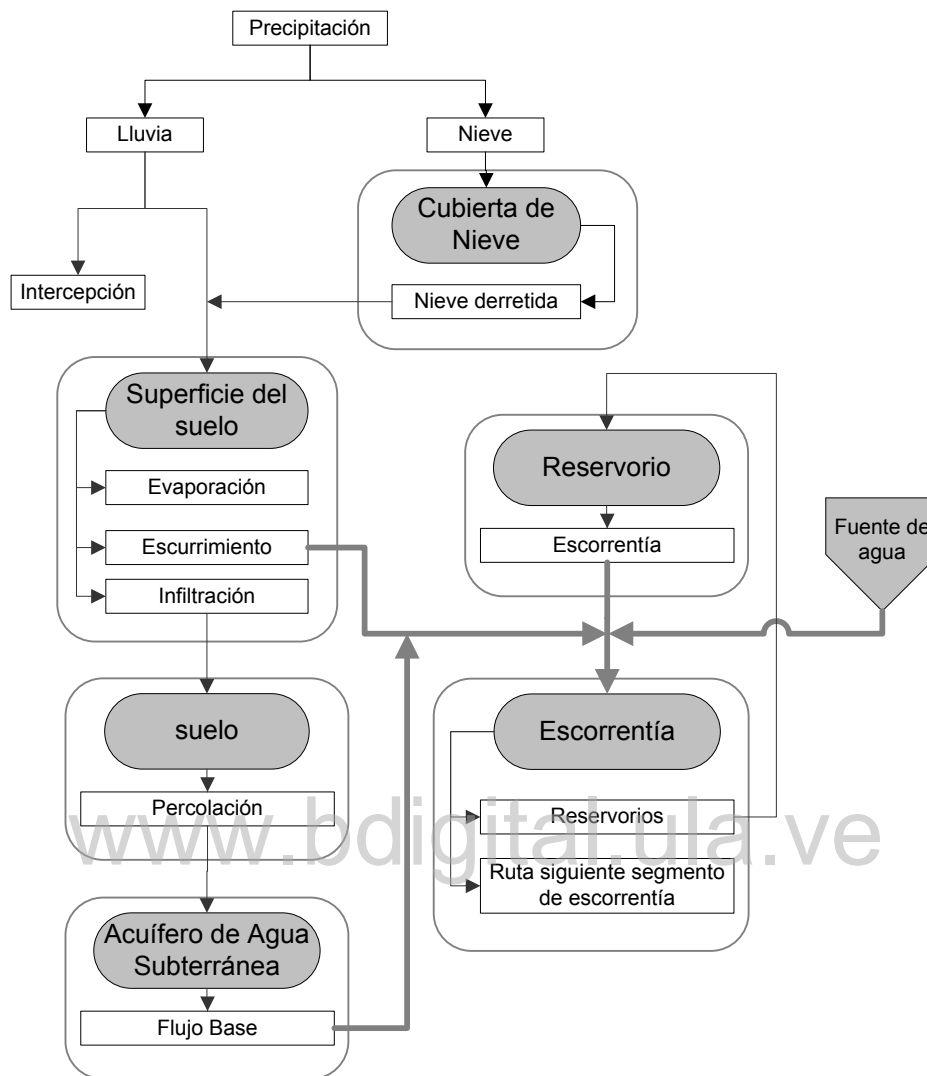 Precipitación
Lluvia
Nieve
Cubierta de
Nieve
Intercepción
Nieve derretida
Superficie del
suelo
Evaporación
Escurrimiento
Infiltración
Reservorio
Escorrentía
Fuente de
agua
suelo
Percolación
Escorrentía
Reservorios
Ruta siguiente segmento
de escorrentía
www.bdigital.ula.ve
Acuífero de Agua
Subterránea
Flujo Base